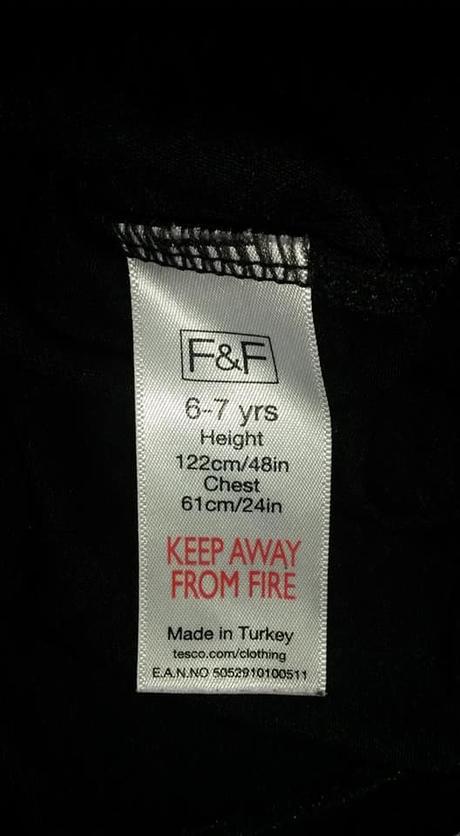 F&F
6-7 yrs
Height
122cm/48in
Chest
61cm/24in
KEEP AWAY
FROM FIRE
Made in Turkey
tesco.com/clothing
E.A.N.NO 5052910100511